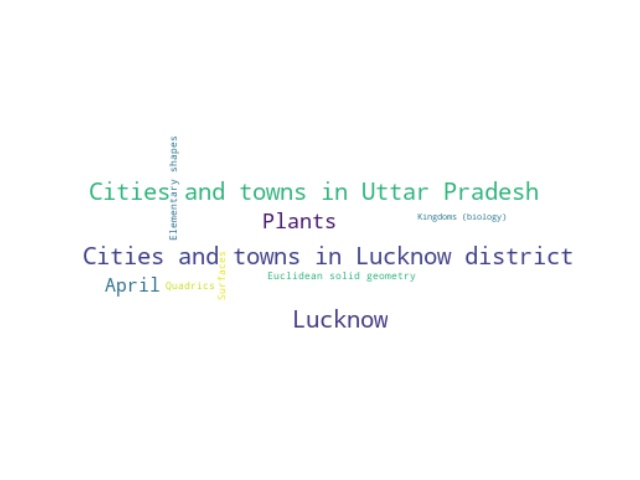 Elementary shapes
Cities and towns in Uttar Pradesh
Plants
Kingdoms (biology)
Cities and towns in Lucknow district
Euclidean solid geometry
April
Quadrics
Surfaces
Lucknow